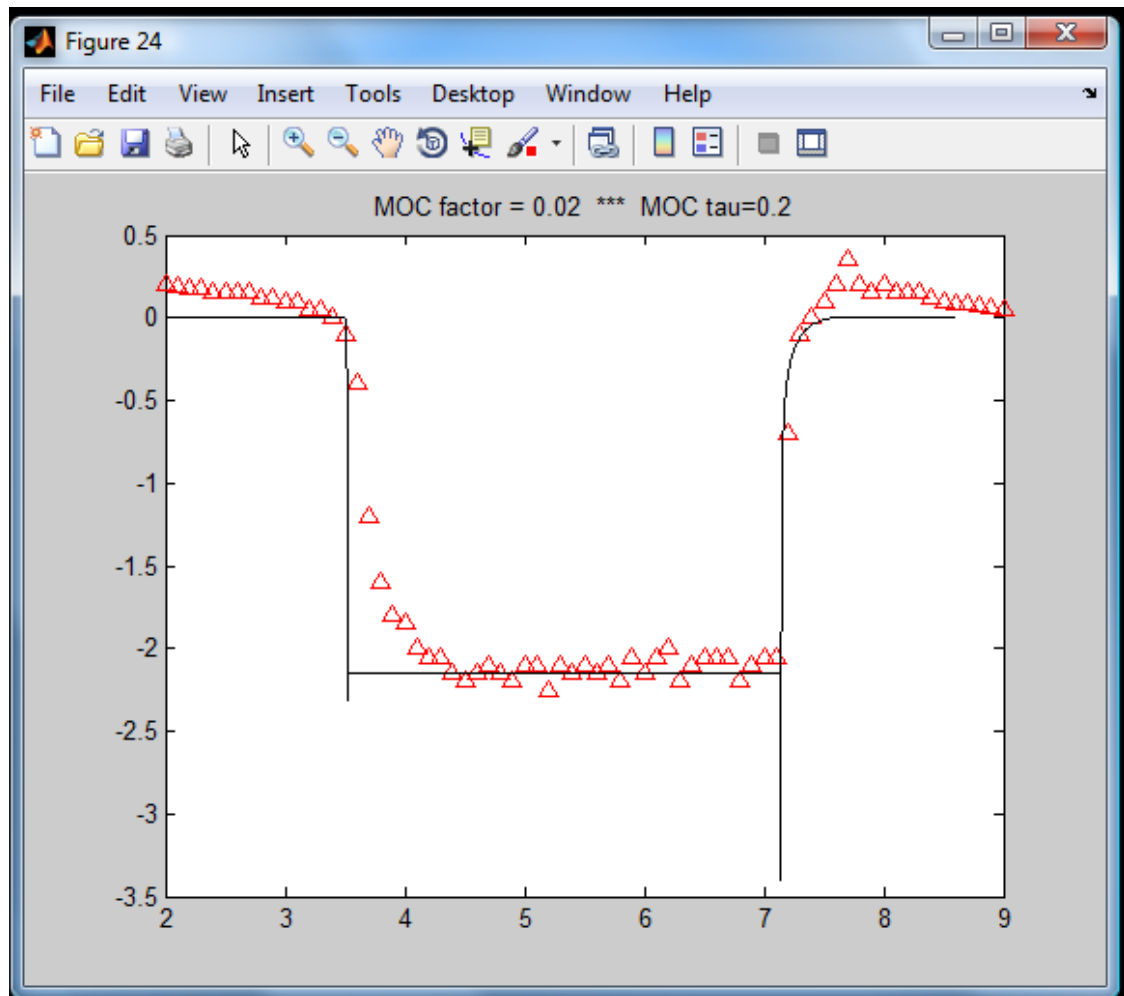 Figure 24
File Edit View Insert Tools Desktop Window Help
MOC factor = 0.02 *** MOC tau=0.2
0.5
0
-0.5
-1
-1.5
-2
-2.5
-3
-3.5
2 3 4 5 6 7 8 9